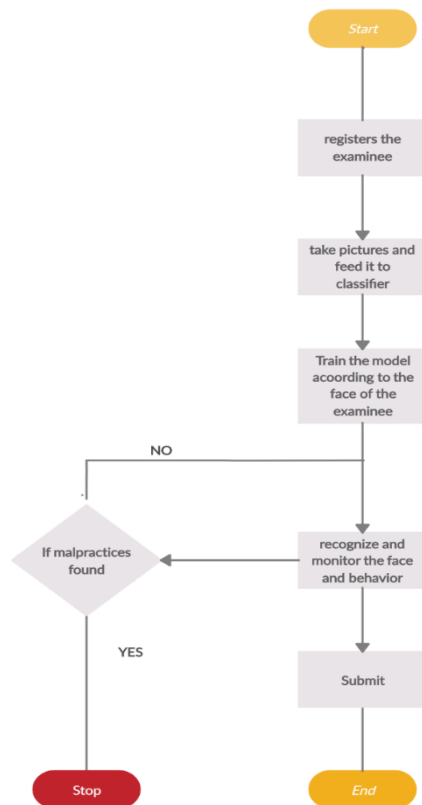 Start
registers the
examinee
take pictures and
feed it to
classifier
Train the model
acoording to the
face of the
examinee
NO
If malpractices
found
recognize and
monitor the face
and behavior
YES
Submit
Stop
End